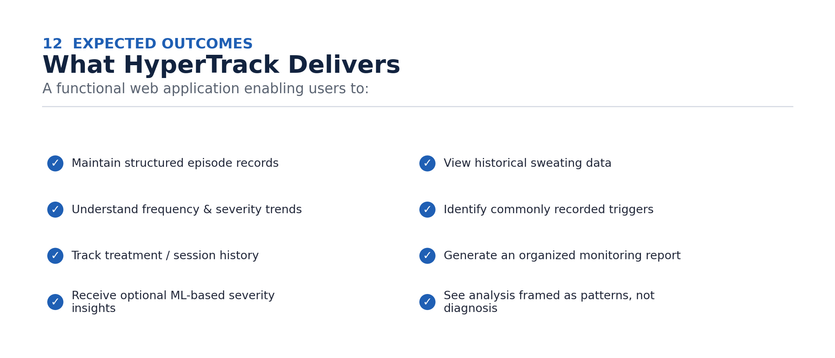 12 EXPECTED OUTCOMES
What HyperTrack Delivers
A functional web application enabling users to:
Maintain structured episode records
View historical sweating data
Understand frequency & severity trends
Identify commonly recorded triggers
Track treatment / session history
Generate an organized monitoring report
Receive optional ML-based severity
insights
See analysis framed as patterns, not
diagnosis